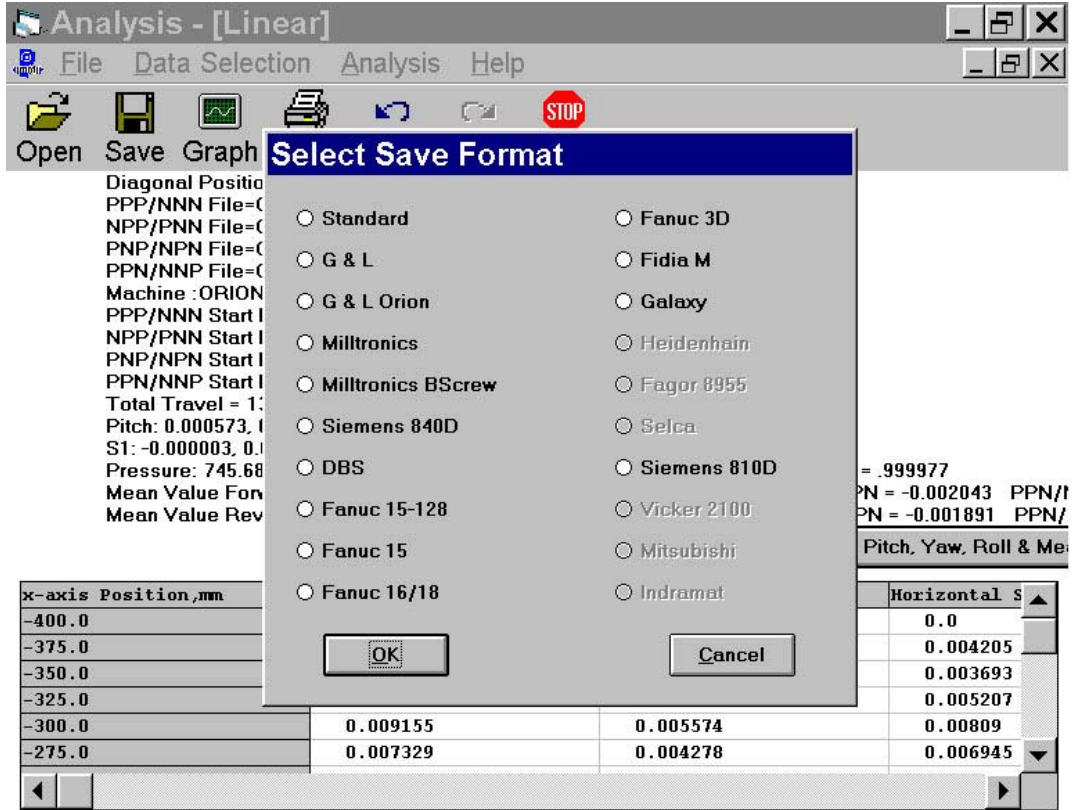 Analysis - [Linear]
File Data Selection Analysis Help
STOP
Open Save Graph
Select Save Format
Diagonal Positio
PPP/NNN File=
NPP/PNN File=
PNP/NPN File=
PPN/NNP File=
Machine :ORION
PPP/NNN Start
NPP/PNN Start
PNP/NPN Start
PPN/NNP Start
Total Travel = 1
Pitch: 0.000573,
S1: -0.000003, 0.
Pressure: 745.68
Mean Value For
Mean Value Rev
Standard
G & L
G & L Orion
Milltronics
Milltronics BScrew
Siemens 840D
DBS
Fanuc 15-128
Fanuc 15
Fanuc 16/18
Fanuc 3D
Fidia M
Galaxy
Heidenhain
Fagor 8955
Selca
Siemens 810D
Vicker 2100
Mitsubishi
Indramat
OK Cancel
= .999977
PN = -0.002043 PPN/
PN = -0.001891 PPN/
Pitch, Yaw, Roll & Me
x-axis Position,mm Horizontal S
-400.0 0.0
-375.0 0.004205
-350.0 0.003693
-325.0 0.005207
-300.0 0.009155 0.005574 0.00809
-275.0 0.007329 0.004278 0.006945